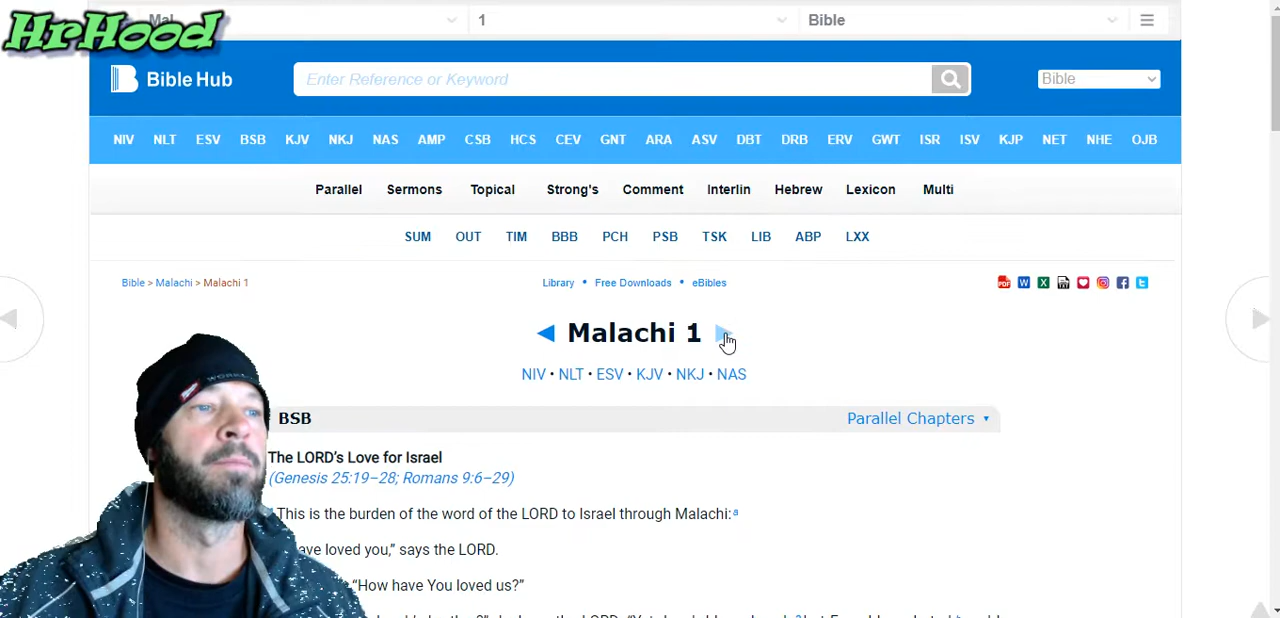 HrHood
Mal 1 Bible
Bible Hub Enter Reference or Keyword Bible
NIV NLT ESV BSB KJV NKJ NAS AMP CSB HCS CEV GNT ARA ASV DBT DRB ERV GWT ISR ISV KJP NET NHE OJB
Parallel Sermons Topical Strong's Comment Interlin Hebrew Lexicon Multi
SUM OUT TIM BBB PCH PSB TSK LIB ABP LXX
Bible > Malachi > Malachi 1 Library • Free Downloads • eBibles
◄ Malachi 1 ►
NIV • NLT • ESV • KJV • NKJ • NAS
BSB Parallel Chapters ▾
The LORD’s Love for Israel
(Genesis 25:19–28; Romans 9:6–29)
This is the burden of the word of the LORD to Israel through Malachi:a
ave loved you,” says the LORD.
“How have You loved us?”